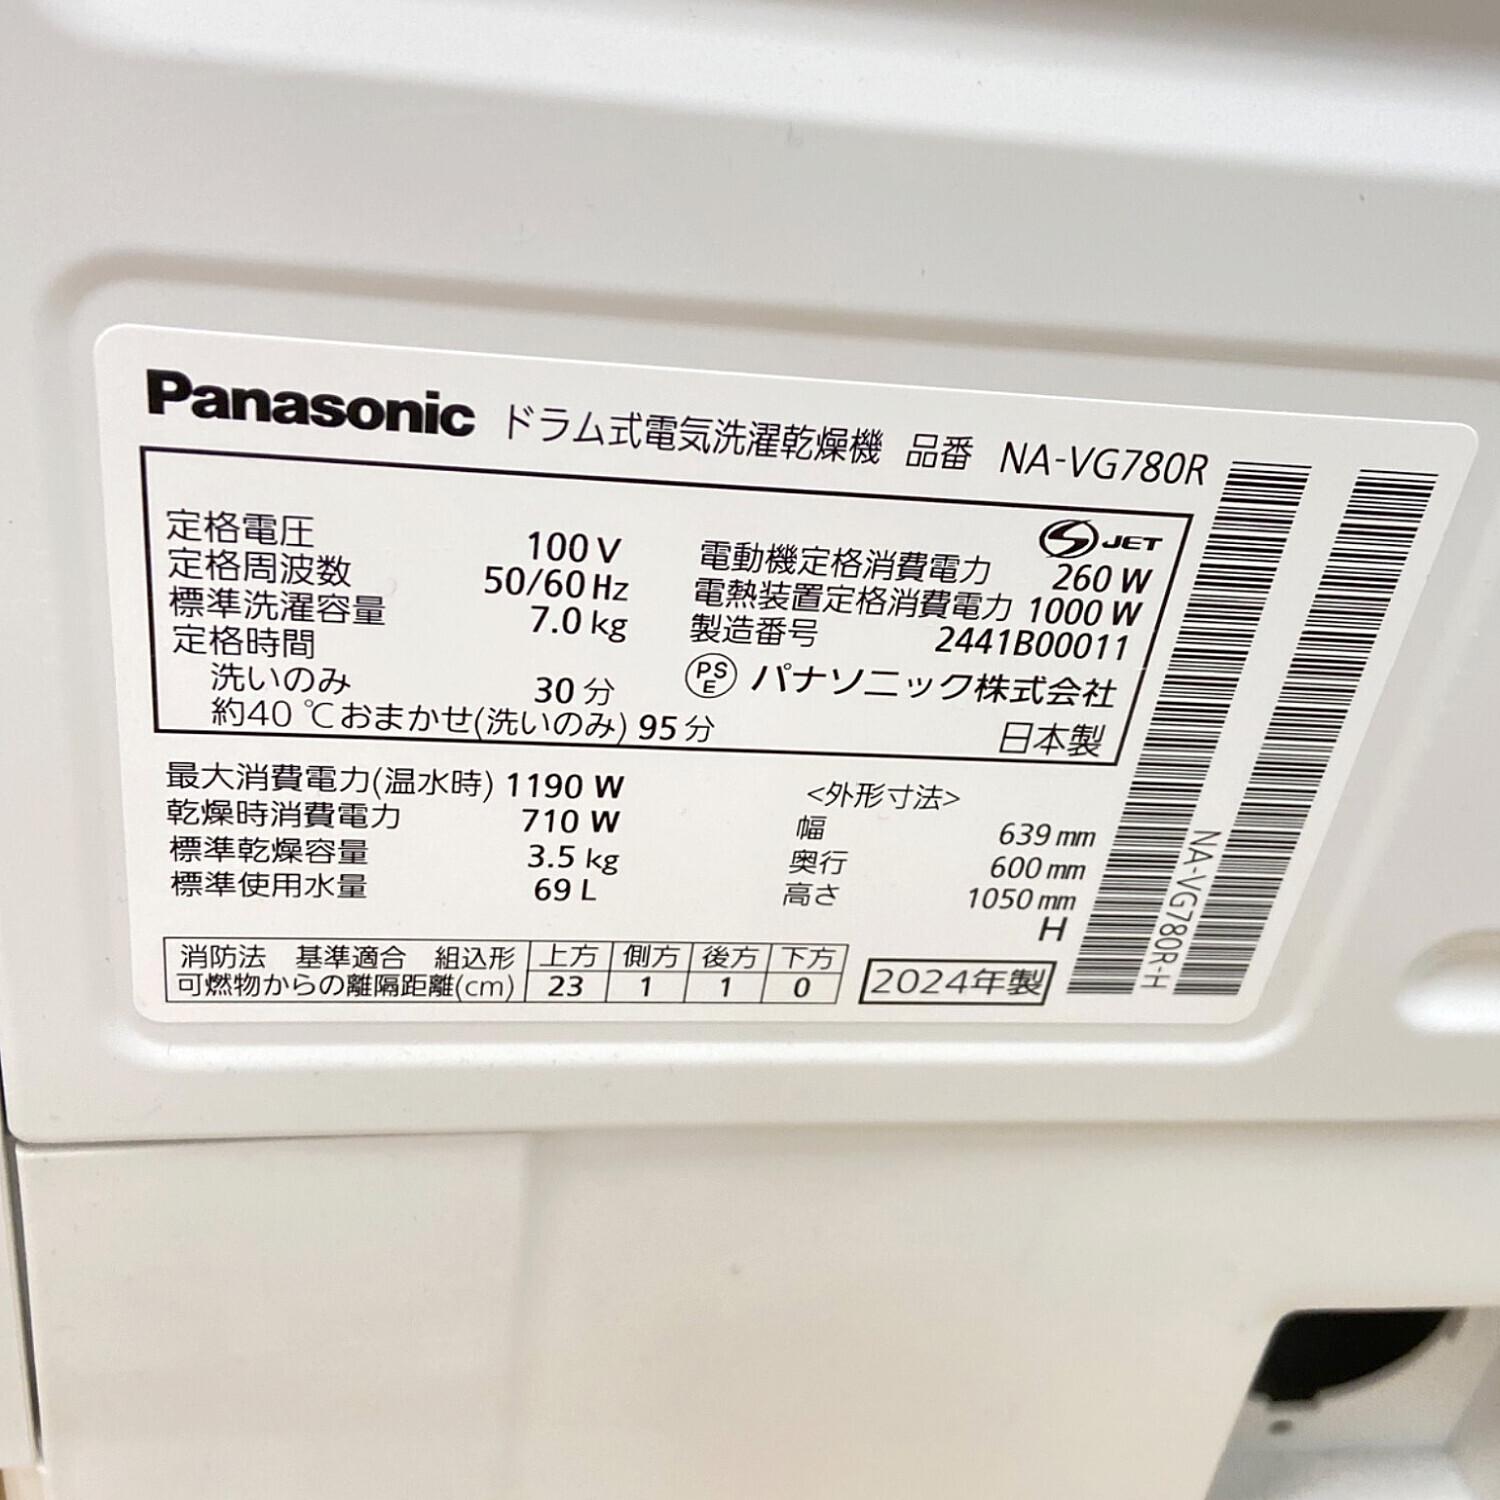 Panasonic ドラム式電気洗濯乾燥機 品番 NA-VG780R
JET
定格電圧 100 V
定格周波数 50/60 Hz
標準洗濯容量 7.0 kg
定格時間
洗いのみ 30 分
約40 ℃おまかせ(洗いのみ) 95 分
電動機定格消費電力 260 W
電熱装置定格消費電力 1000 W
製造番号 2441B00011
PSE パナソニック株式会社
日本製
最大消費電力(温水時) 1190 W
乾燥時消費電力 710 W
標準乾燥容量 3.5 kg
標準使用水量 69 L
<外形寸法>
幅 639 mm
奥行 600 mm
高さ 1050 mm
H
消防法 基準適合 組込形 上方 側方 後方 下方
可燃物からの離隔距離(cm) 23 1 1 0
2024年製
NA-VG780R-H